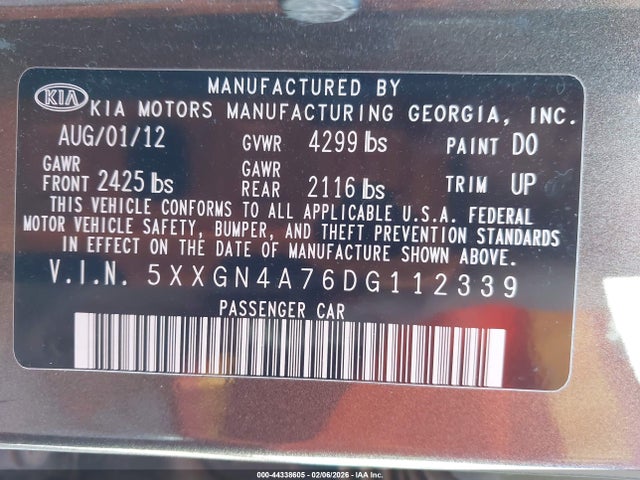 KIA
MANUFACTURED BY
KIA MOTORS MANUFACTURING GEORGIA, INC.
AUG/01/12 GVWR 4299 lbs PAINT D0
GAWR FRONT 2425 lbs GAWR REAR 2116 lbs TRIM UP
THIS VEHICLE CONFORMS TO ALL APPLICABLE U.S.A. FEDERAL
MOTOR VEHICLE SAFETY, BUMPER, AND THEFT PREVENTION STANDARDS
IN EFFECT ON THE DATE OF MANUFACTURE SHOWN ABOVE.
V.I.N. 5XXGN4A76DG112339
PASSENGER CAR
000-44338605 - 02/06/2026 - IAA Inc.